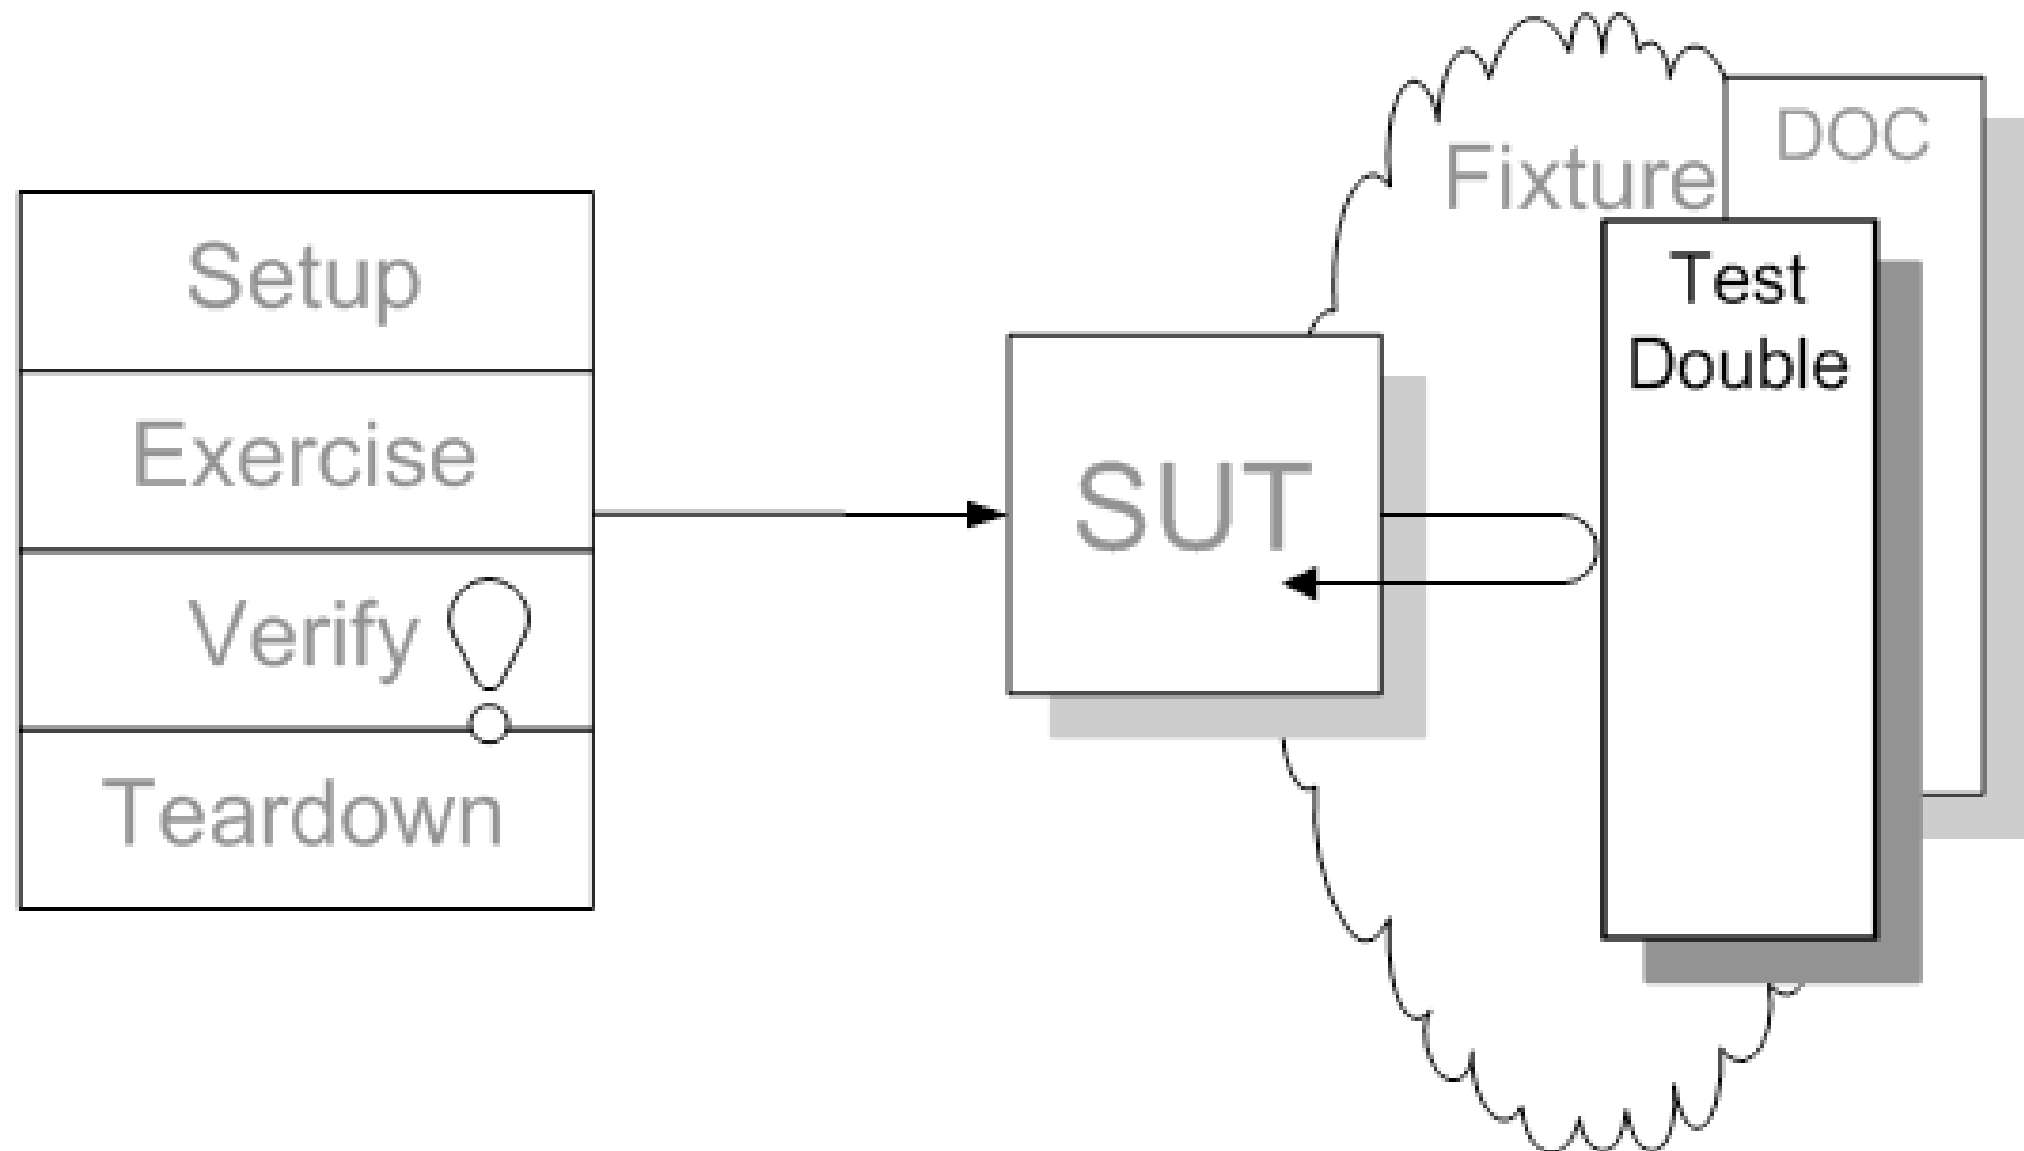 Setup
Exercise
Verify
Teardown
SUT
Fixture
DOC
Test
Double